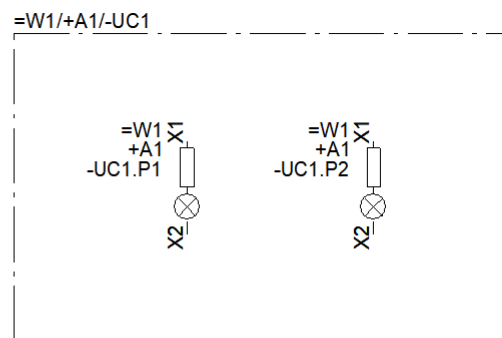 =W1/+A1/-UC1
=W1
+A1
-UC1.P1
X1
X2
=W1
+A1
-UC1.P2
X1
X2